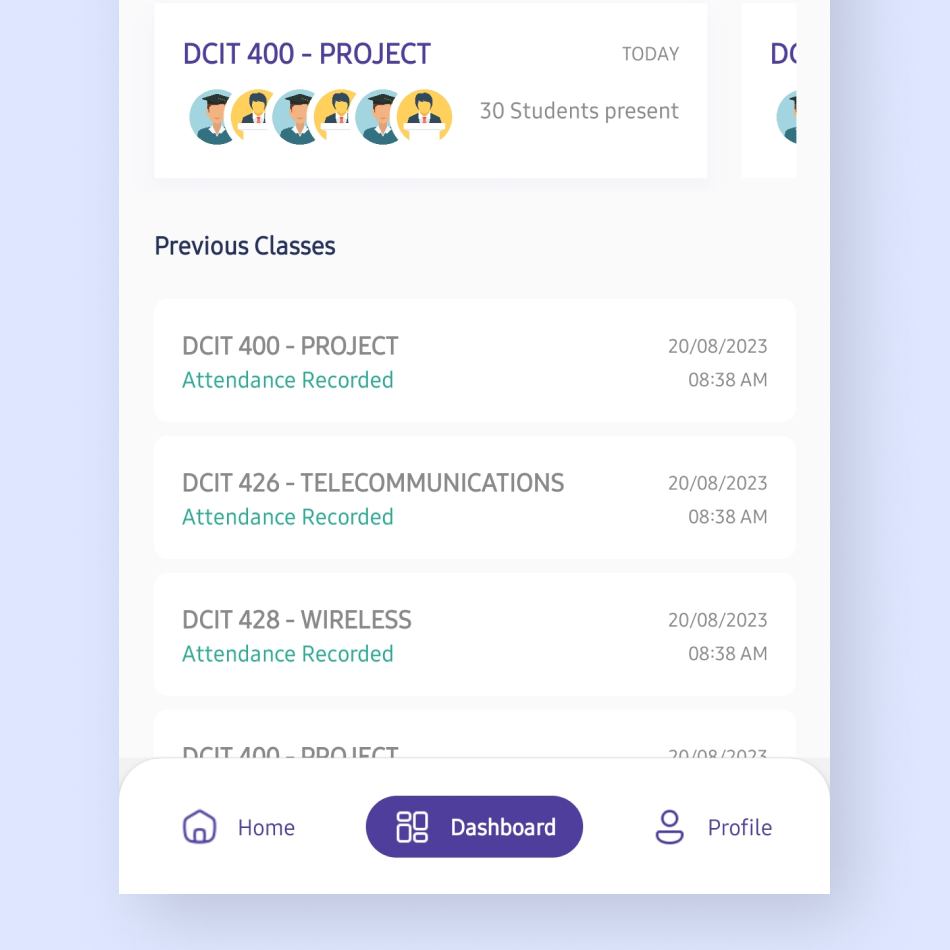 DCIT 400 - PROJECT
TODAY
30 Students present
Previous Classes
DCIT 400 - PROJECT
20/08/2023
Attendance Recorded
08:38 AM
DCIT 426 - TELECOMMUNICATIONS
20/08/2023
Attendance Recorded
08:38 AM
DCIT 428 - WIRELESS
20/08/2023
Attendance Recorded
08:38 AM
DCIT 400 - PROJECT
20/08/2023
Home
Dashboard
Profile